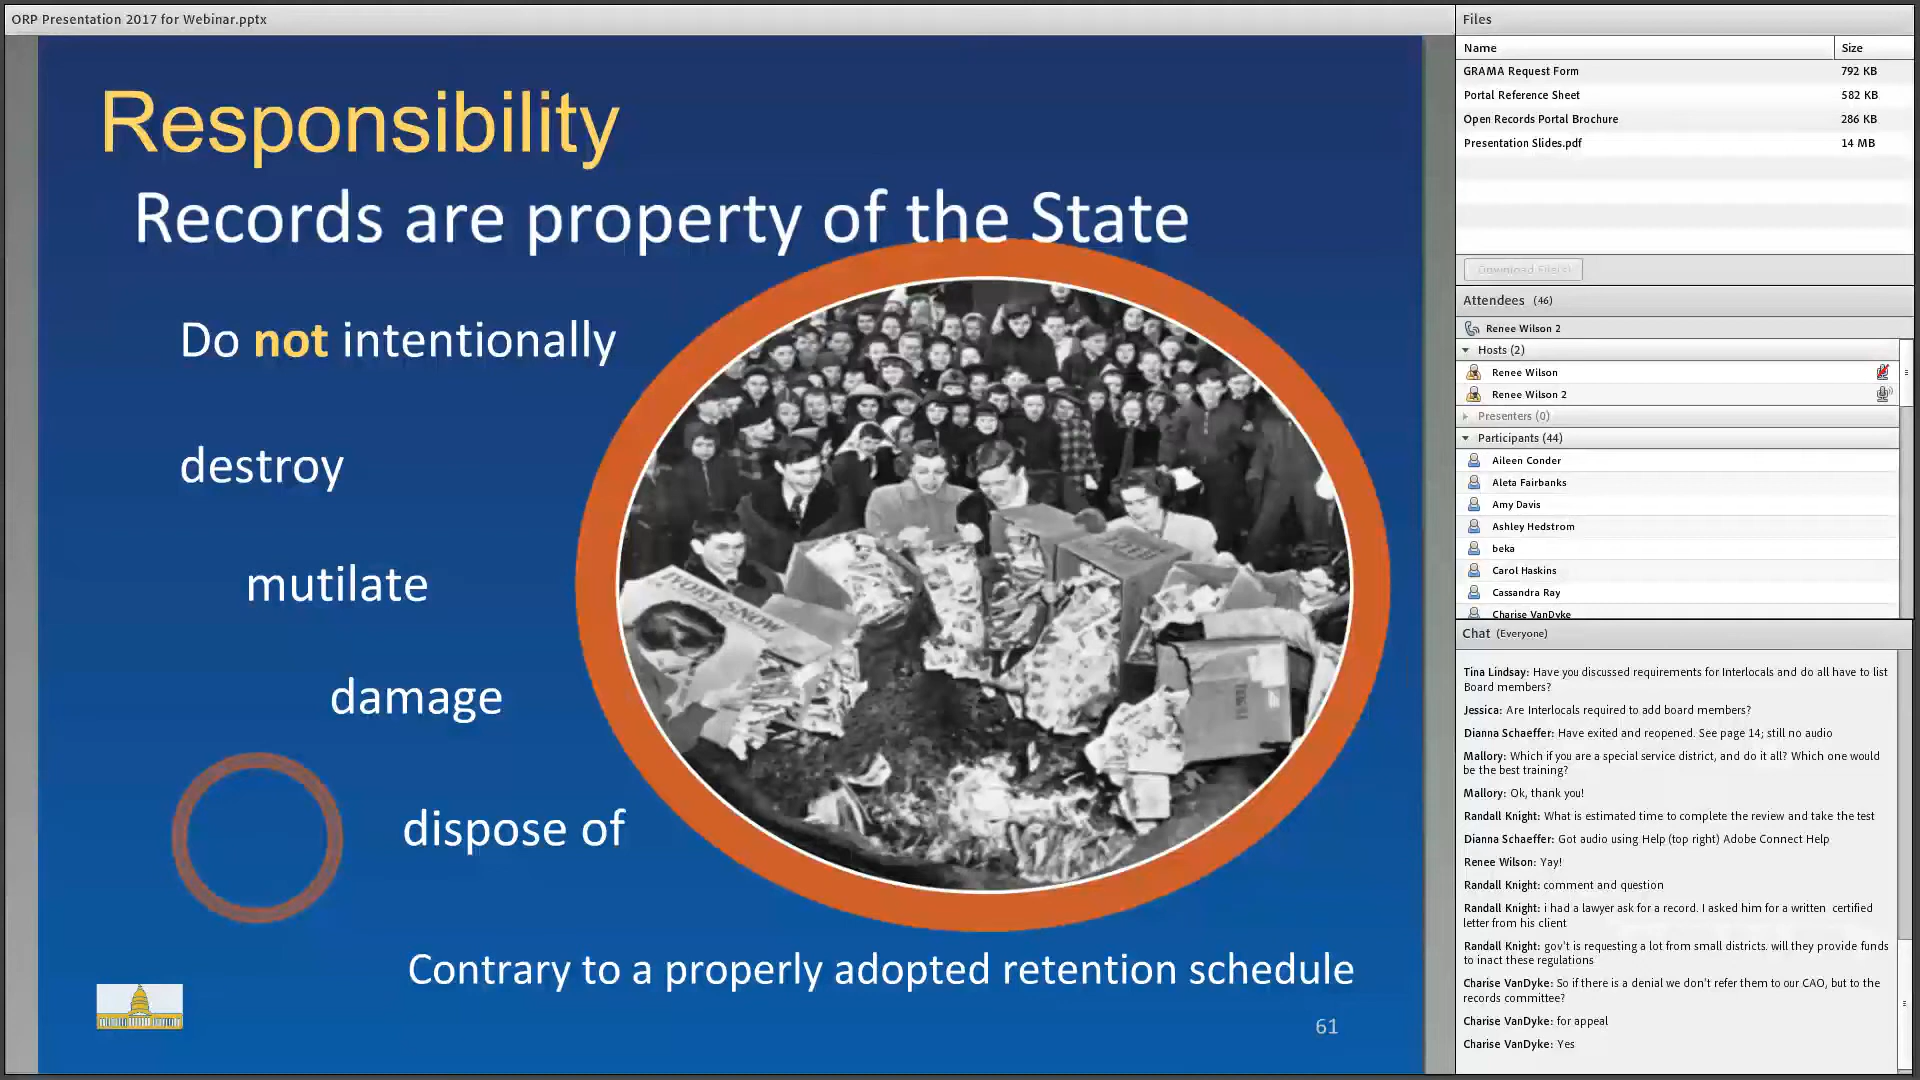 ORP Presentation 2017 for Webinar.pptx
Responsibility
Records are property of the State
Do not intentionally
destroy
mutilate
damage
dispose of
Contrary to a properly adopted retention schedule
61
IVORY SNOW
Files
Name Size
GRAMA Request Form 792 KB
Portal Reference Sheet 582 KB
Open Records Portal Brochure 286 KB
Presentation Slides.pdf 14 MB
Download File(s)
Attendees (46)
Renee Wilson 2
Hosts (2)
Renee Wilson
Renee Wilson 2
Presenters (0)
Participants (44)
Aileen Conder
Aleta Fairbanks
Amy Davis
Ashley Hedstrom
beka
Carol Haskins
Cassandra Ray
Charise VanDyke
Chat (Everyone)
Tina Lindsay: Have you discussed requirements for Interlocals and do all have to list
Board members?
Jessica: Are Interlocals required to add board members?
Dianna Schaeffer: Have exited and reopened. See page 14; still no audio
Mallory: Which if you are a special service district, and do it all? Which one would
be the best training?
Mallory: Ok, thank you!
Randall Knight: What is estimated time to complete the review and take the test
Dianna Schaeffer: Got audio using Help (top right) Adobe Connect Help
Renee Wilson: Yay!
Randall Knight: comment and question
Randall Knight: i had a lawyer ask for a record. I asked him for a written certified
letter from his client
Randall Knight: gov't is requesting a lot from small districts. will they provide funds
to inact these regulations
Charise VanDyke: So if there is a denial we don't refer them to our CAO, but to the
records committee?
Charise VanDyke: for appeal
Charise VanDyke: Yes